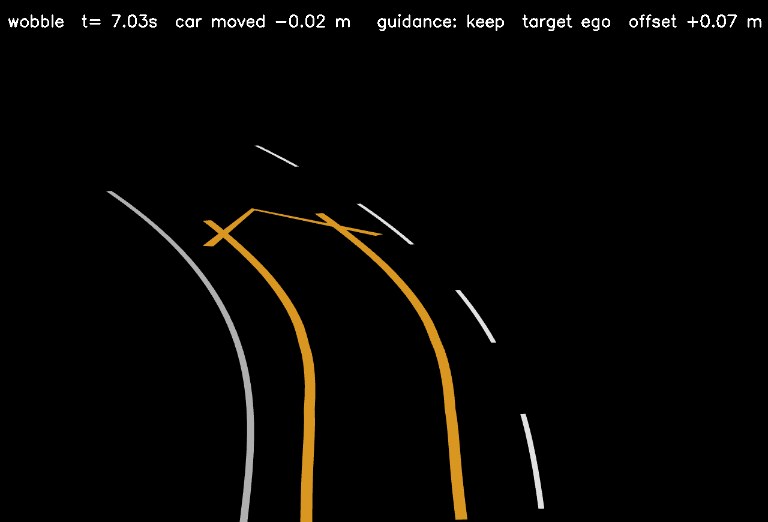 wobble t= 7.03s car moved −0.02 m guidance: keep target ego offset +0.07 m